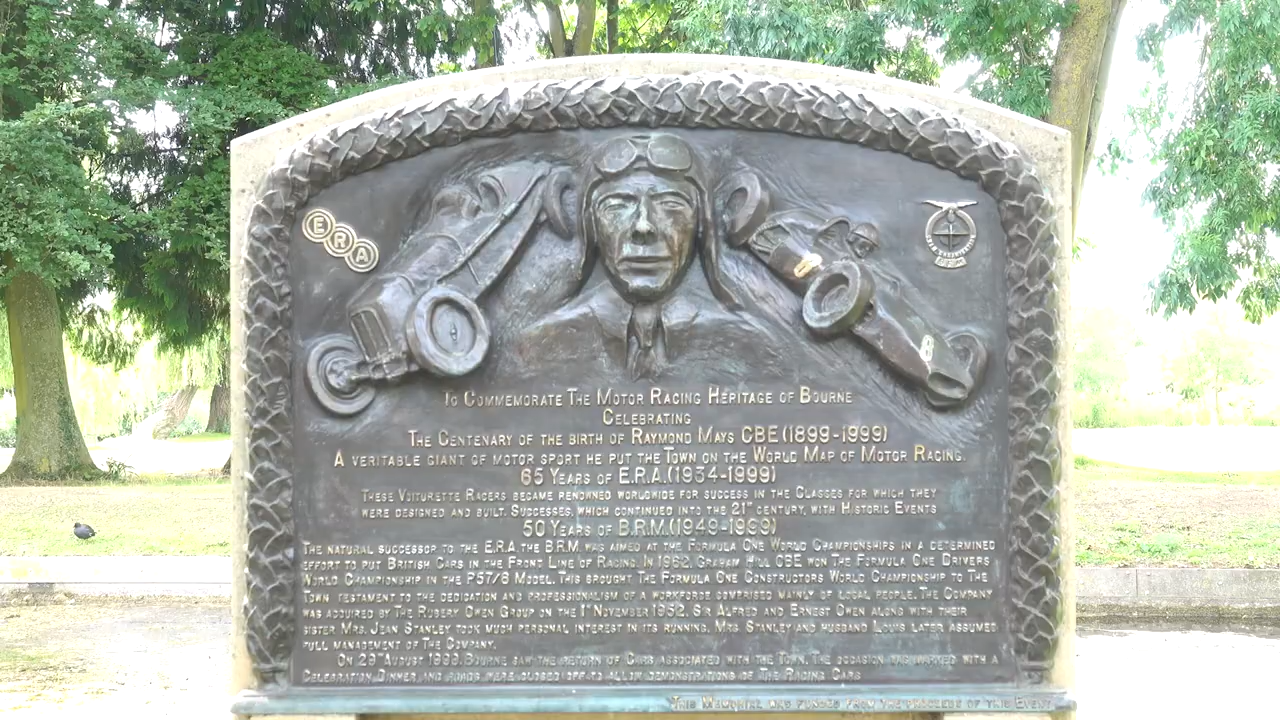 ERA
8
To Commemorate The Motor Racing Heritage of Bourne
Celebrating
The Centenary of the birth of Raymond Mays CBE (1899-1999)
A veritable giant of motor sport he put the Town on the World Map of Motor Racing.
65 Years of E.R.A. (1934-1999)
These Voiturette Racers became renowned worldwide for success in the Classes for which they
were designed and built. Successes, which continued into the 21st century, with Historic Events
50 Years of B.R.M. (1949-1999)
The natural successor to the E.R.A. the B.R.M. was aimed at the Formula One World Championships in a determined
effort to put British Cars in the Front Line of Racing. In 1962, Graham Hill CBE won The Formula One Drivers
World Championship in the P57/8 Model. This brought The Formula One Constructors World Championship to The
Town testament to the dedication and professionalism of a workforce comprised mainly of local people. The Company
was acquired by The Rubery Owen Group on the 1st November 1952. Sir Alfred and Ernest Owen along with their
sister Mrs. Jean Stanley took much personal interest in its running. Mrs. Stanley and husband Louis later assumed
full management of The Company.
On 29th August 1999, Bourne saw the return of Cars associated with the Town. The occasion was marked with a
Celebration Dinner and roads were closed off to allow demonstrations of The Racing Cars
This Memorial was funded from the proceeds of this Event